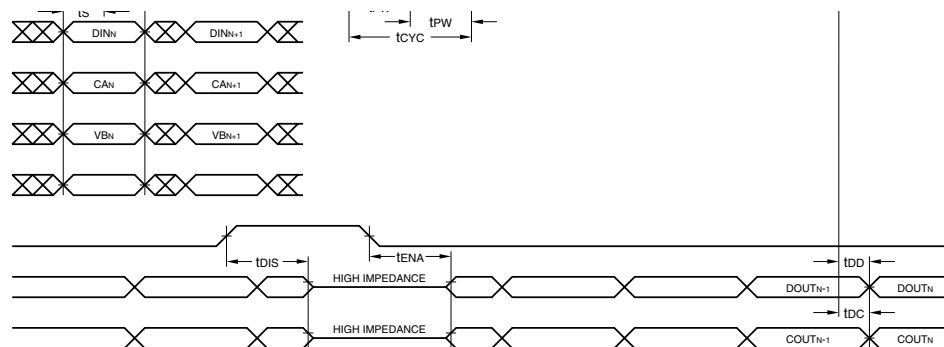 tS
tPW
DINN DINN+1
tCYC
CAN CAN+1
VBN VBN+1
tDIS HIGH IMPEDANCE tENA tDD
DOUTN-1 DOUTN
HIGH IMPEDANCE tDC
COUTN-1 COUTN